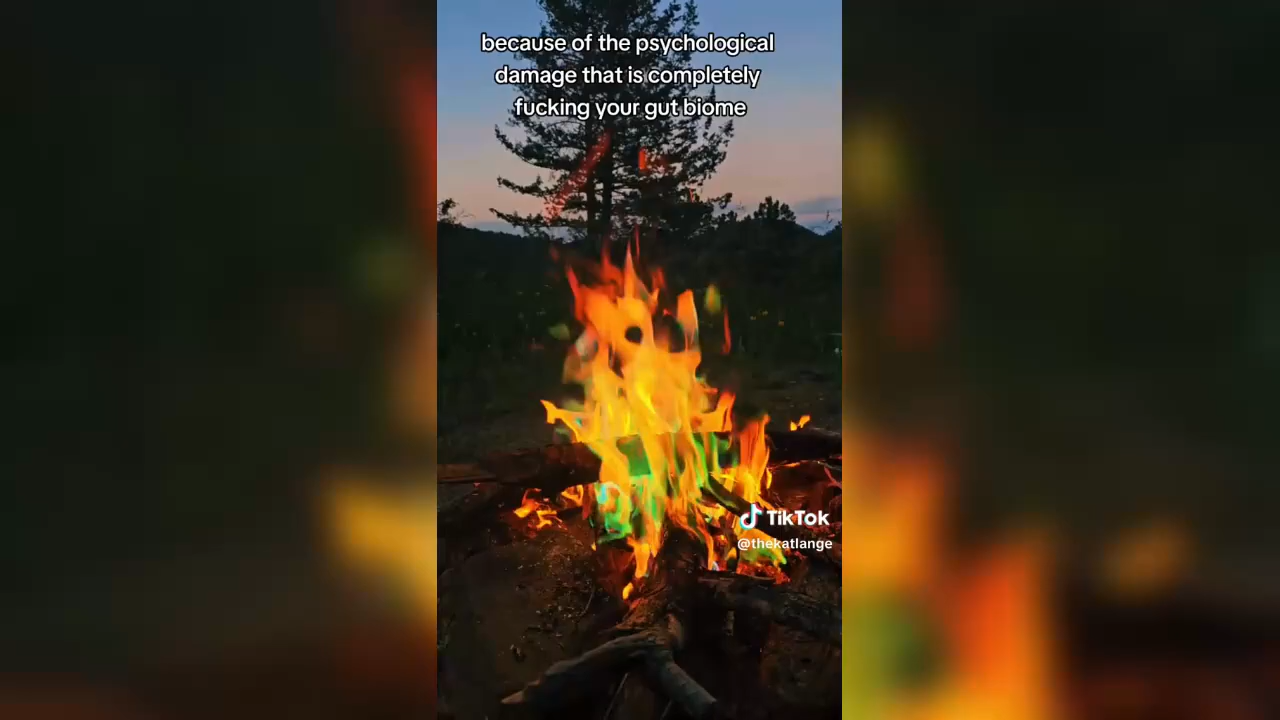 because of the psychological
damage that is completely
fucking your gut biome
TikTok
@thekatlange